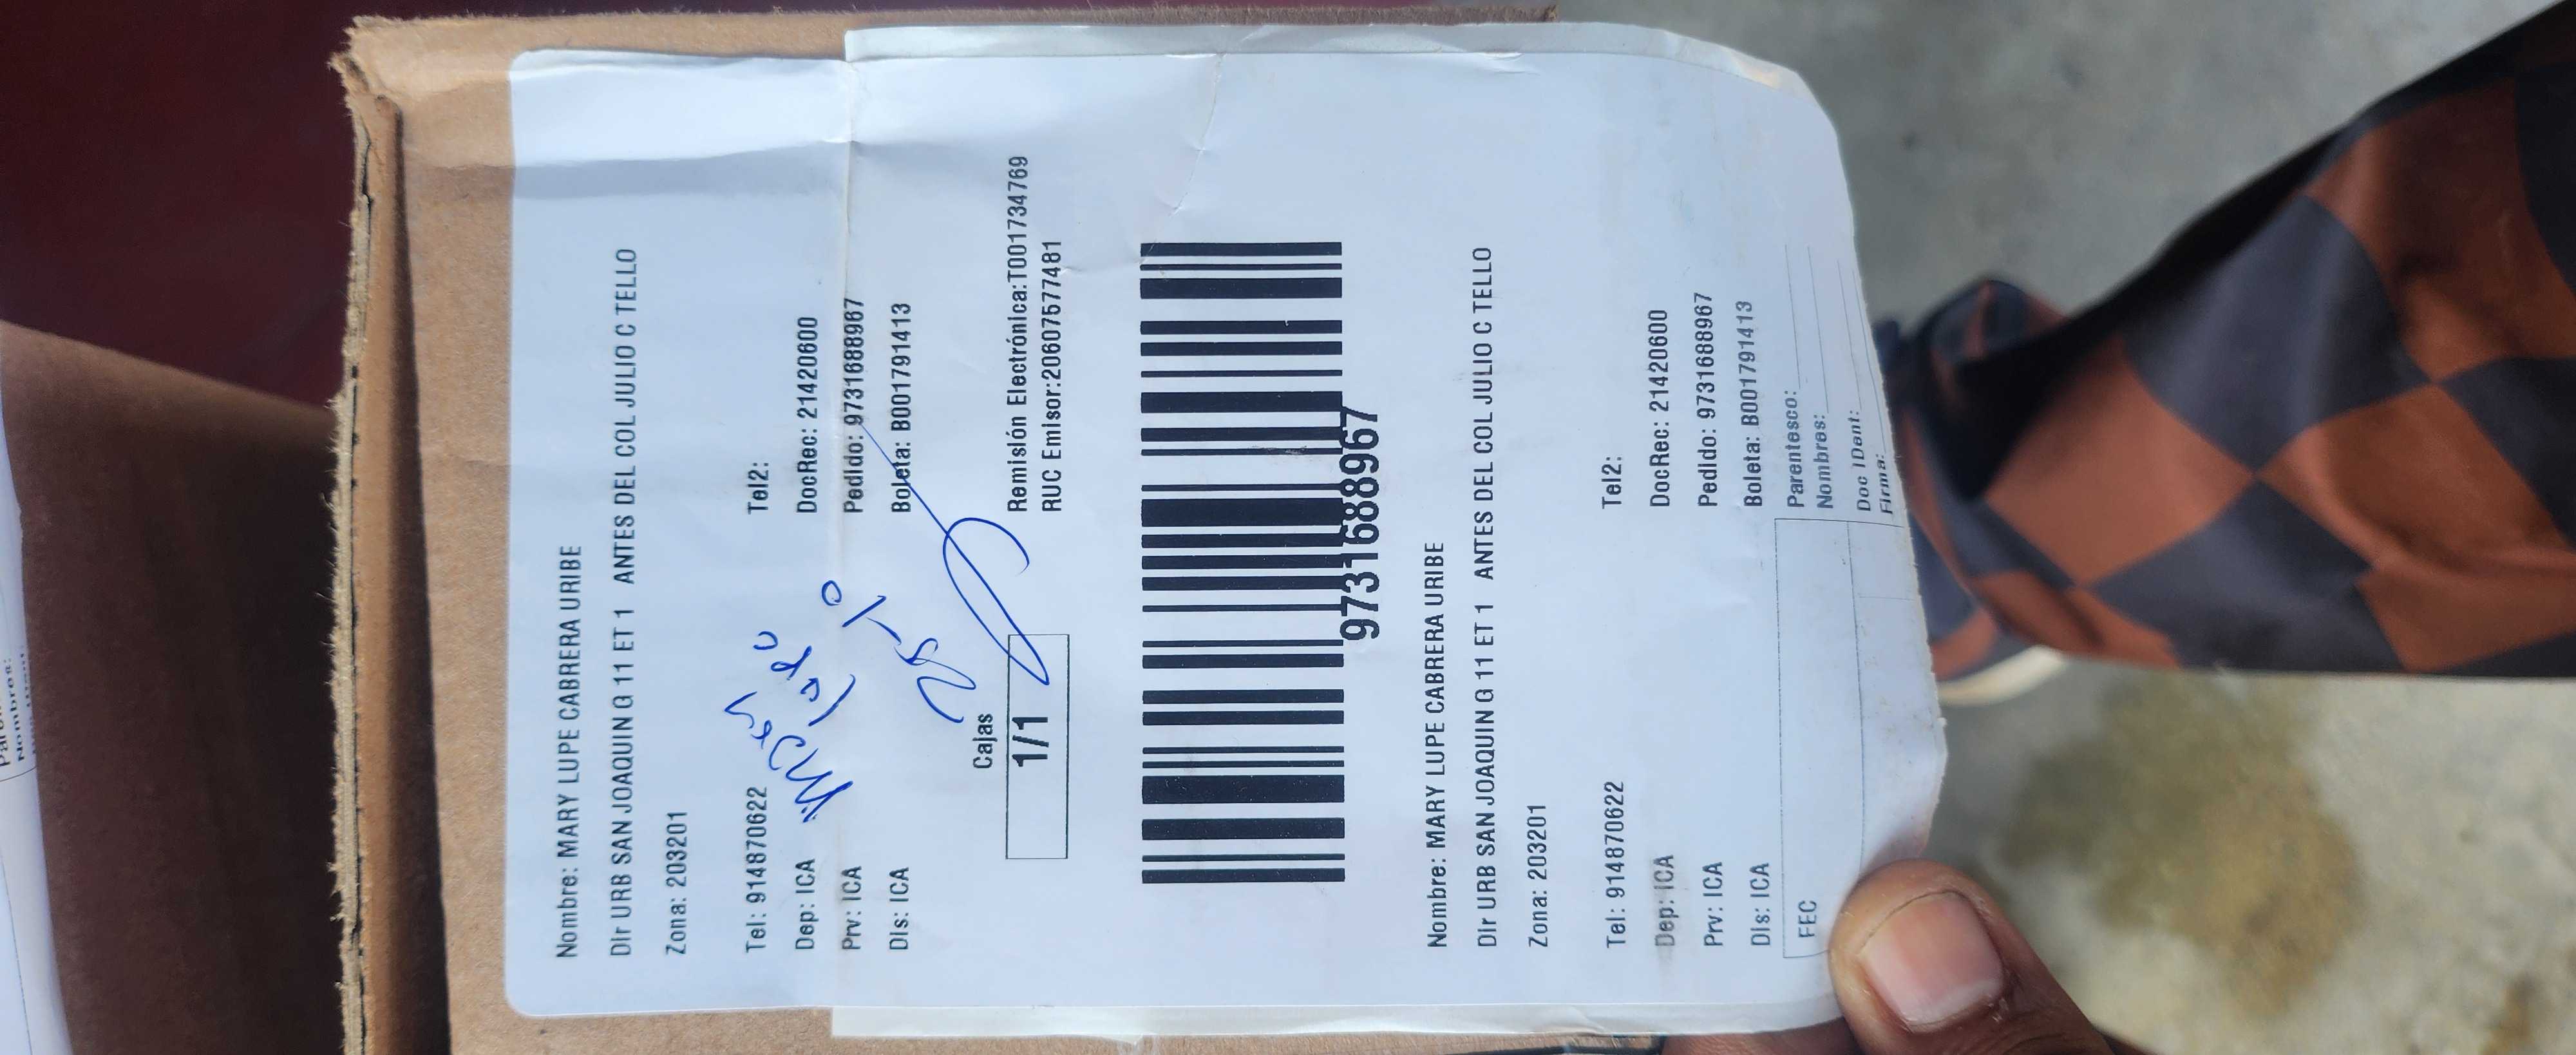 Nombre: MARY LUPE CABRERA URIBE
DIr URB SAN JOAQUIN G 11 ET 1 ANTES DEL COL JULIO C TELLO
Zona: 203201
Tel: 914870622 Tel2:
Dep: ICA DocRec: 21420600
Prv: ICA Pedido: 9731688967
DIs: ICA Boleta: B001791413
Cajas
1/1
Remisión Electrónica:T001734769
RUC Emisor:20607577481
9731688967
Nombre: MARY LUPE CABRERA URIBE
DIr URB SAN JOAQUIN G 11 ET 1 ANTES DEL COL JULIO C TELLO
Zona: 203201
Tel: 914870622 Tel2:
Dep: ICA DocRec: 21420600
Prv: ICA Pedido: 9731688967
DIs: ICA Boleta: B001791413
FEC Parentesco:
Nombres:
Doc IDent:
Firma:
Nombres: